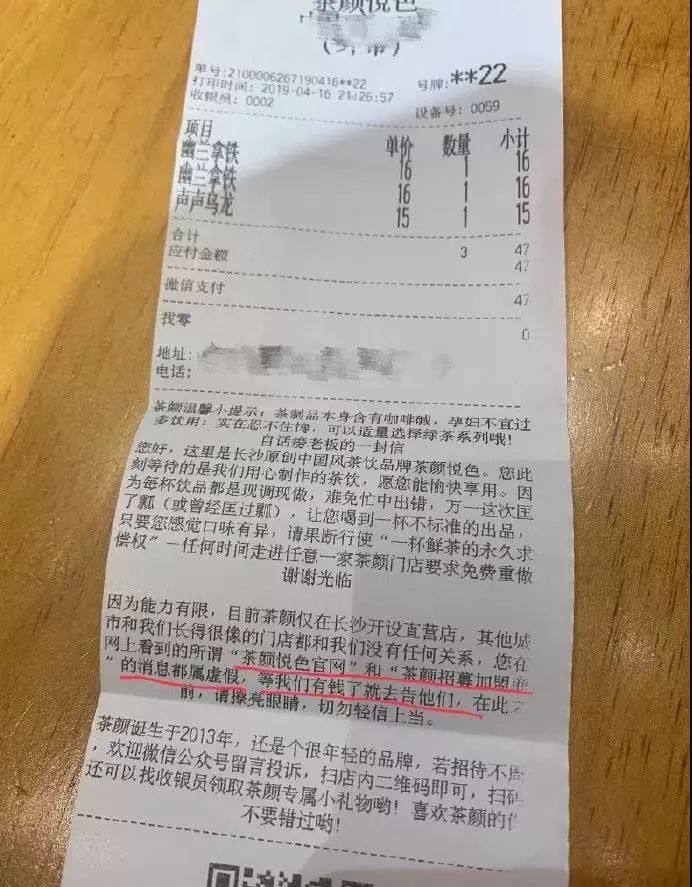 茶颜悦色
单号:2100006267190416**22 号牌:**22
打印时间:2019-04-16 21:26:57
收银员: 0002 设备号: 0059
项目 单价 数量 小计
幽兰拿铁 16 1 16
幽兰拿铁 16 1 16
声声乌龙 15 1 15
合计 3 47
应付金额 47
微信支付 47
找零 0
地址:
电话:
茶颜温馨小提示: 茶制品本身含有咖啡碱, 孕妇不宜过
多饮用; 实在忍不住馋, 可以适量选择绿茶系列哦!
白话痨老板的一封信
您好, 这里是长沙原创中国风茶饮品牌茶颜悦色。您此
刻等待的是我们用心制作的茶饮, 愿您能愉快享用。因
为每杯饮品都是现调现做, 难免忙中出错, 万一这次匡
了瓢(或曾经匡过瓢), 让您喝到一杯不标准的出品,
只要您感觉口味有异, 请果断行使“一杯鲜茶的永久求
偿权”—任何时间走进任意一家茶颜门店要求免费重做
谢谢光临
因为能力有限, 目前茶颜仅在长沙开设直营店, 其他城
市和我们长得很像的门店都和我们没有任何关系, 您在
网上看到的所谓“茶颜悦色官网”和“茶颜招募加盟商
”的消息都属虚假, 等我们有钱了就去告他们, 在此之
前, 请擦亮眼睛, 切勿轻信上当。
茶颜诞生于2013年, 还是个很年轻的品牌, 若招待不周
, 欢迎微信公众号留言投诉, 扫店内二维码即可, 扫码
还可以找收银员领取茶颜专属小礼物哟! 喜欢茶颜的
不要错过哟!